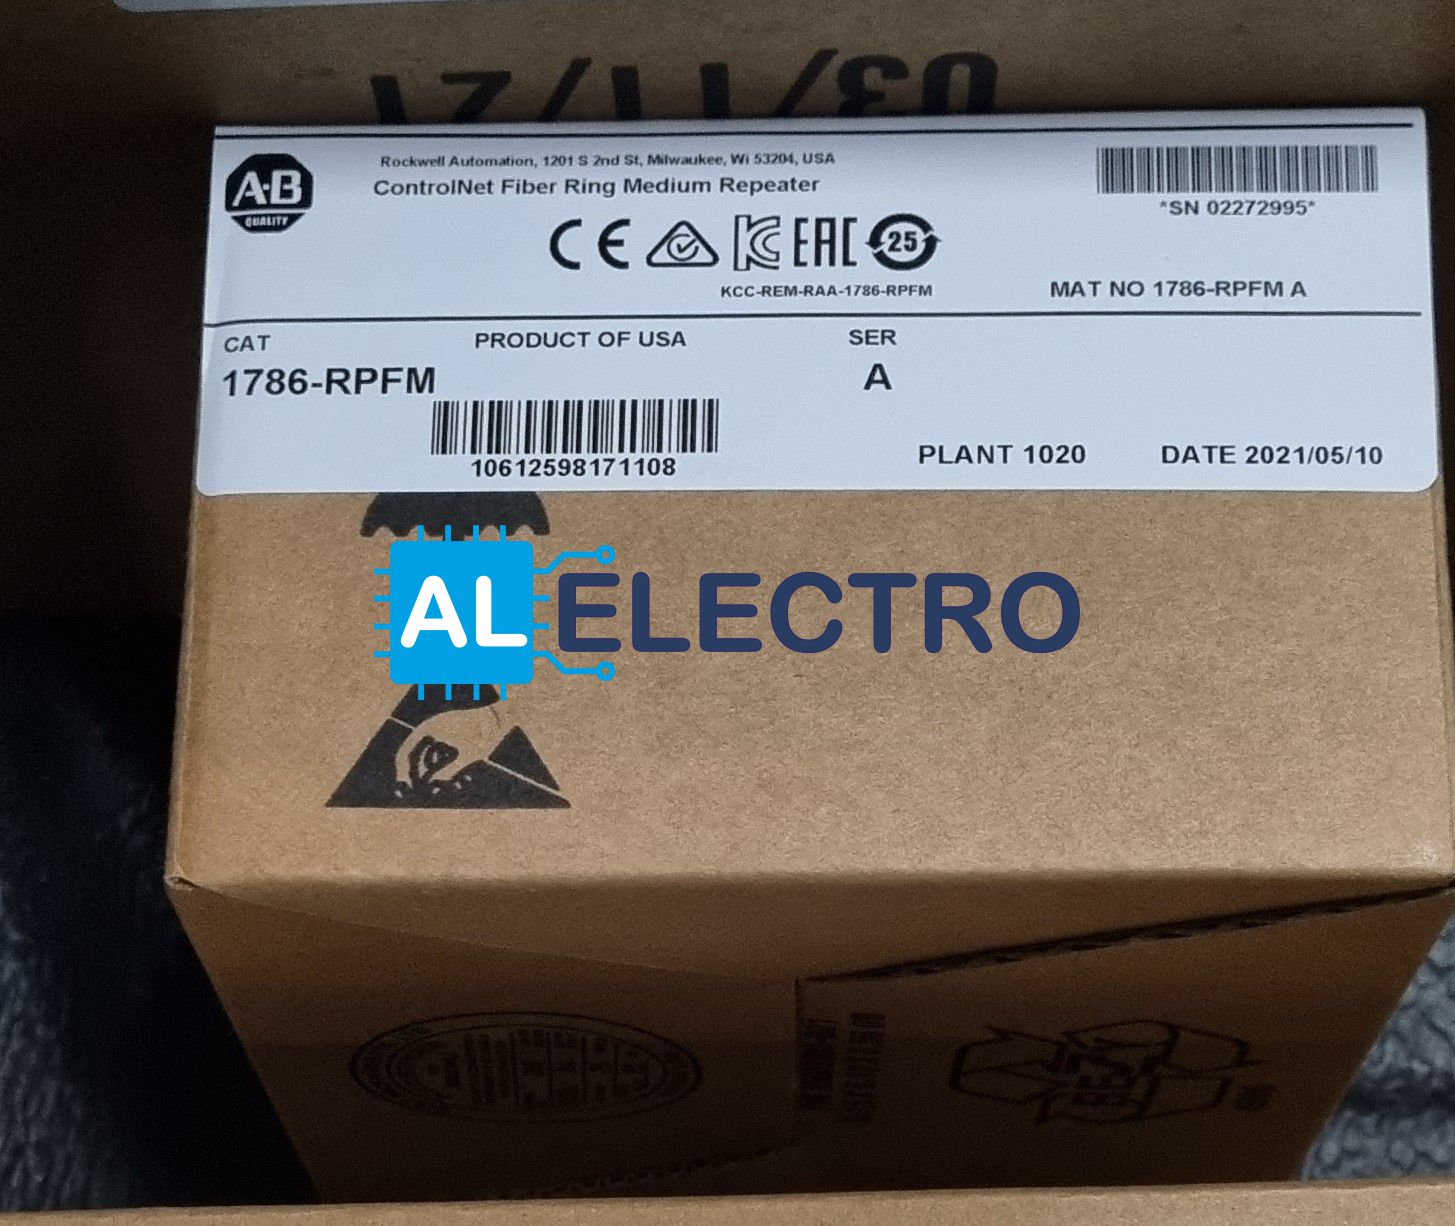 03/11/21
A·B
QUALITY
Rockwell Automation, 1201 S 2nd St, Milwaukee, Wi 53204, USA
ControlNet Fiber Ring Medium Repeater
*SN 02272995*
CE
KC
EAC
25
KCC-REM-RAA-1786-RPFM
MAT NO 1786-RPFM A
CAT
PRODUCT OF USA
SER
1786-RPFM
A
10612598171108
PLANT 1020
DATE 2021/05/10
AL ELECTRO